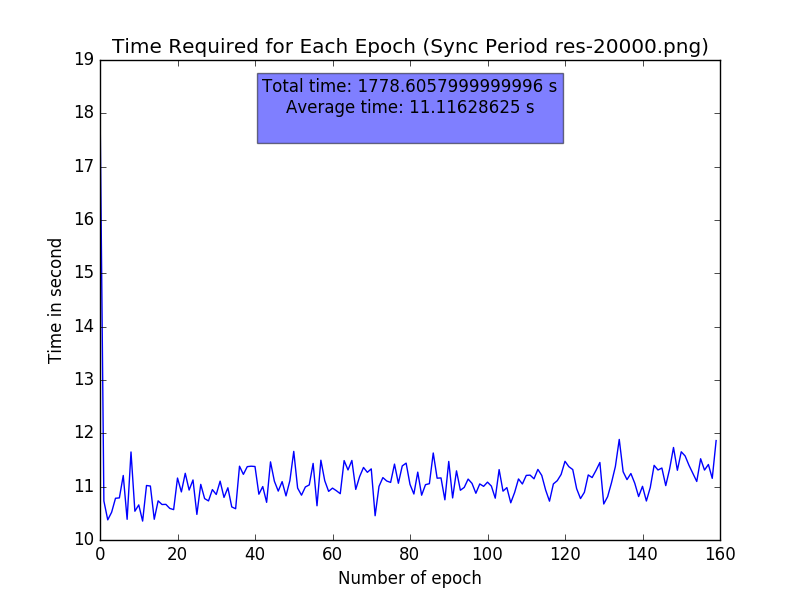 Time Required for Each Epoch (Sync Period res-20000.png)
Total time: 1778.6057999999996 s
Average time: 11.11628625 s
19
18
17
16
15
14
13
12
11
10
Time in second
0 20 40 60 80 100 120 140 160
Number of epoch